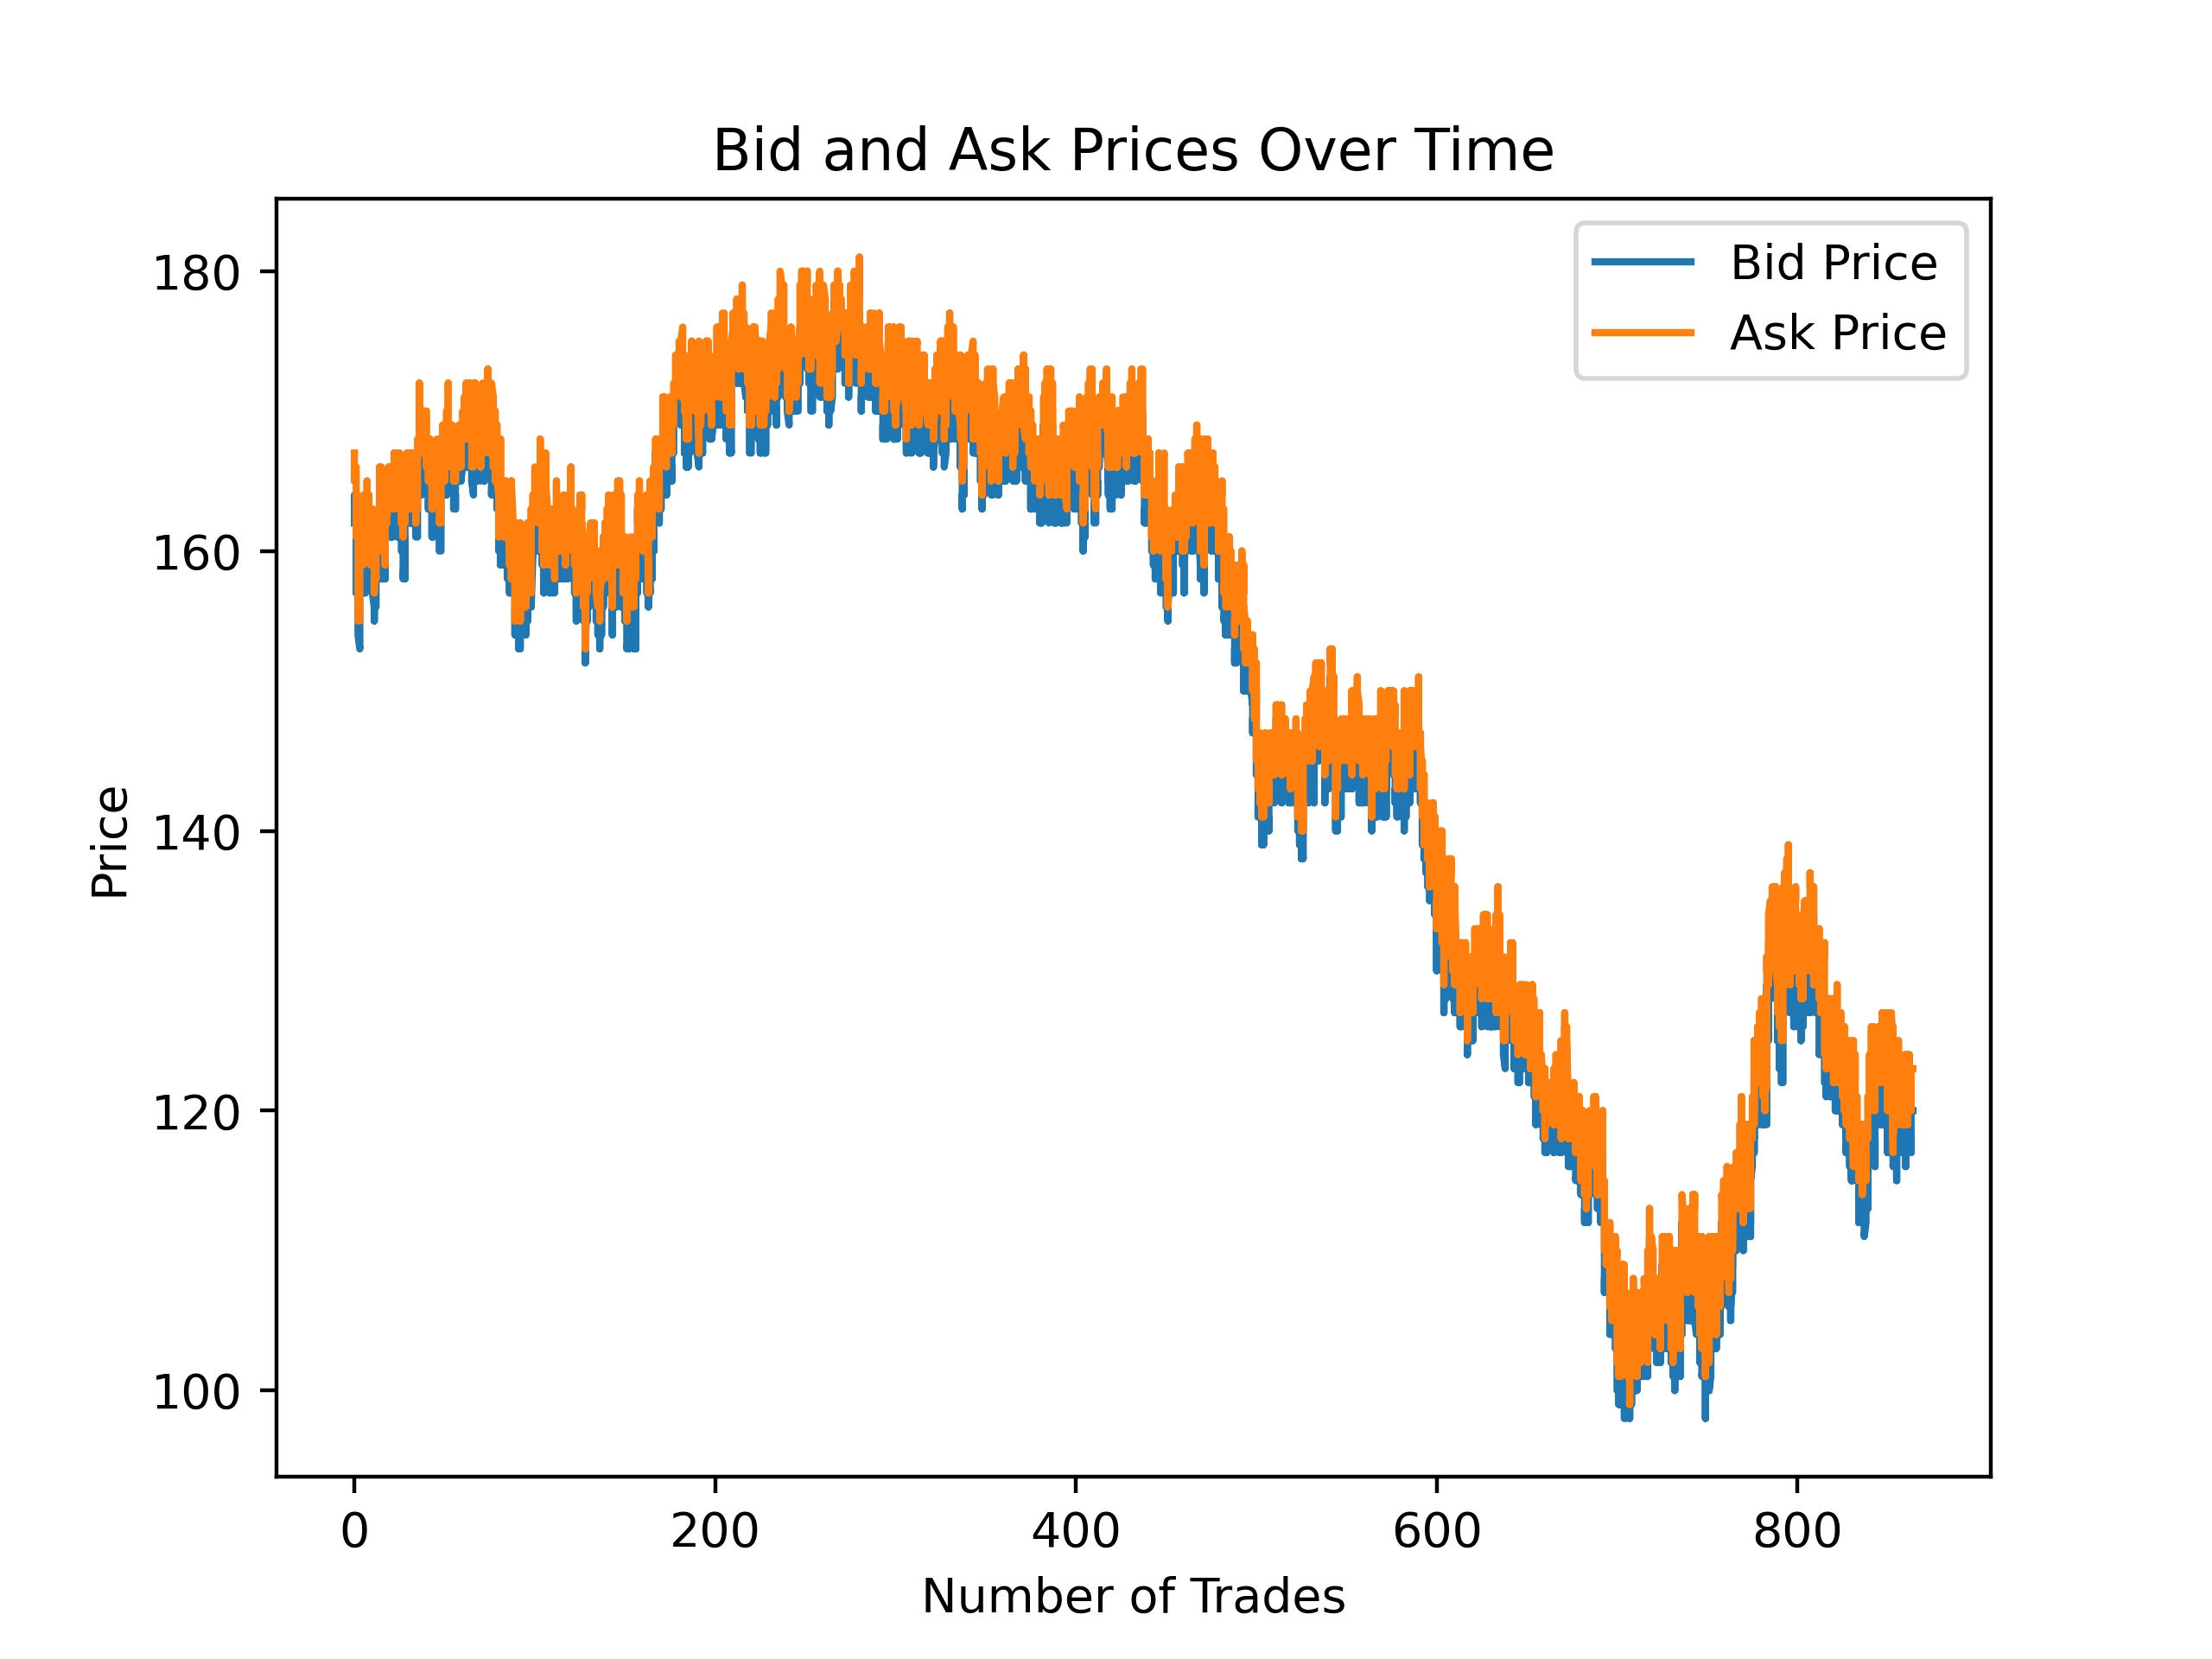 Bid and Ask Prices Over Time
Bid Price
Ask Price
180
160
140
120
100
Price
0 200 400 600 800
Number of Trades